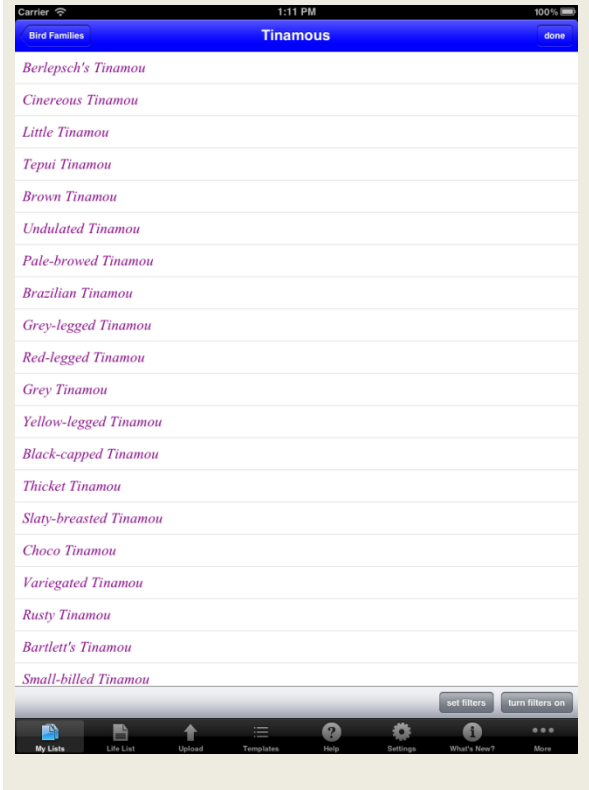 Carrier 1:11 PM 100%
Bird Families Tinamous done
Berlepsch's Tinamou
Cinereous Tinamou
Little Tinamou
Tepui Tinamou
Brown Tinamou
Undulated Tinamou
Pale-browed Tinamou
Brazilian Tinamou
Grey-legged Tinamou
Red-legged Tinamou
Grey Tinamou
Yellow-legged Tinamou
Black-capped Tinamou
Thicket Tinamou
Slaty-breasted Tinamou
Choco Tinamou
Variegated Tinamou
Rusty Tinamou
Bartlett's Tinamou
Small-billed Tinamou
set filters turn filters on
My Lists Life List Upload Templates Help Settings What's New? More